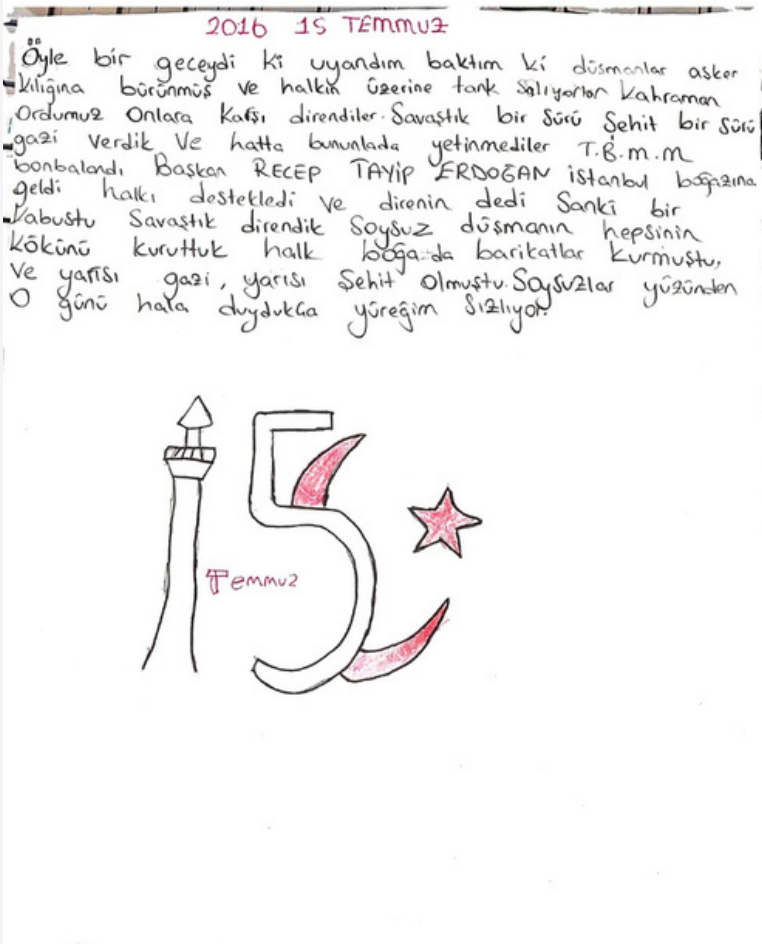 2016 15 TEMMUZ
Öyle bir geceydi ki uyandım baktım ki düşmanlar asker
kılığına bürünmüş ve halkın üzerine tank salıyorlar kahraman
Ordumuz Onlara Karşı direndiler. Savaştık bir Sürü Şehit bir Sürü
gazi verdik Ve hatta bununlada yetinmediler T.B.m.m
bonbalandı Başkan RECEP TAYİP ERDOĞAN istanbul boğazına
geldi halkı destekledi ve direnin dedi Sanki bir
kabustu Savaştık direndik Soysuz düşmanın hepsinin
kökünü kuruttuk halk boğazda barikatlar kurmuştu,
Ve yarısı gazi, yarısı Şehit Olmuştu. Soysuzlar yüzünden
O günü hala duydukça yüreğim Sızlıyor.
15
Temmuz